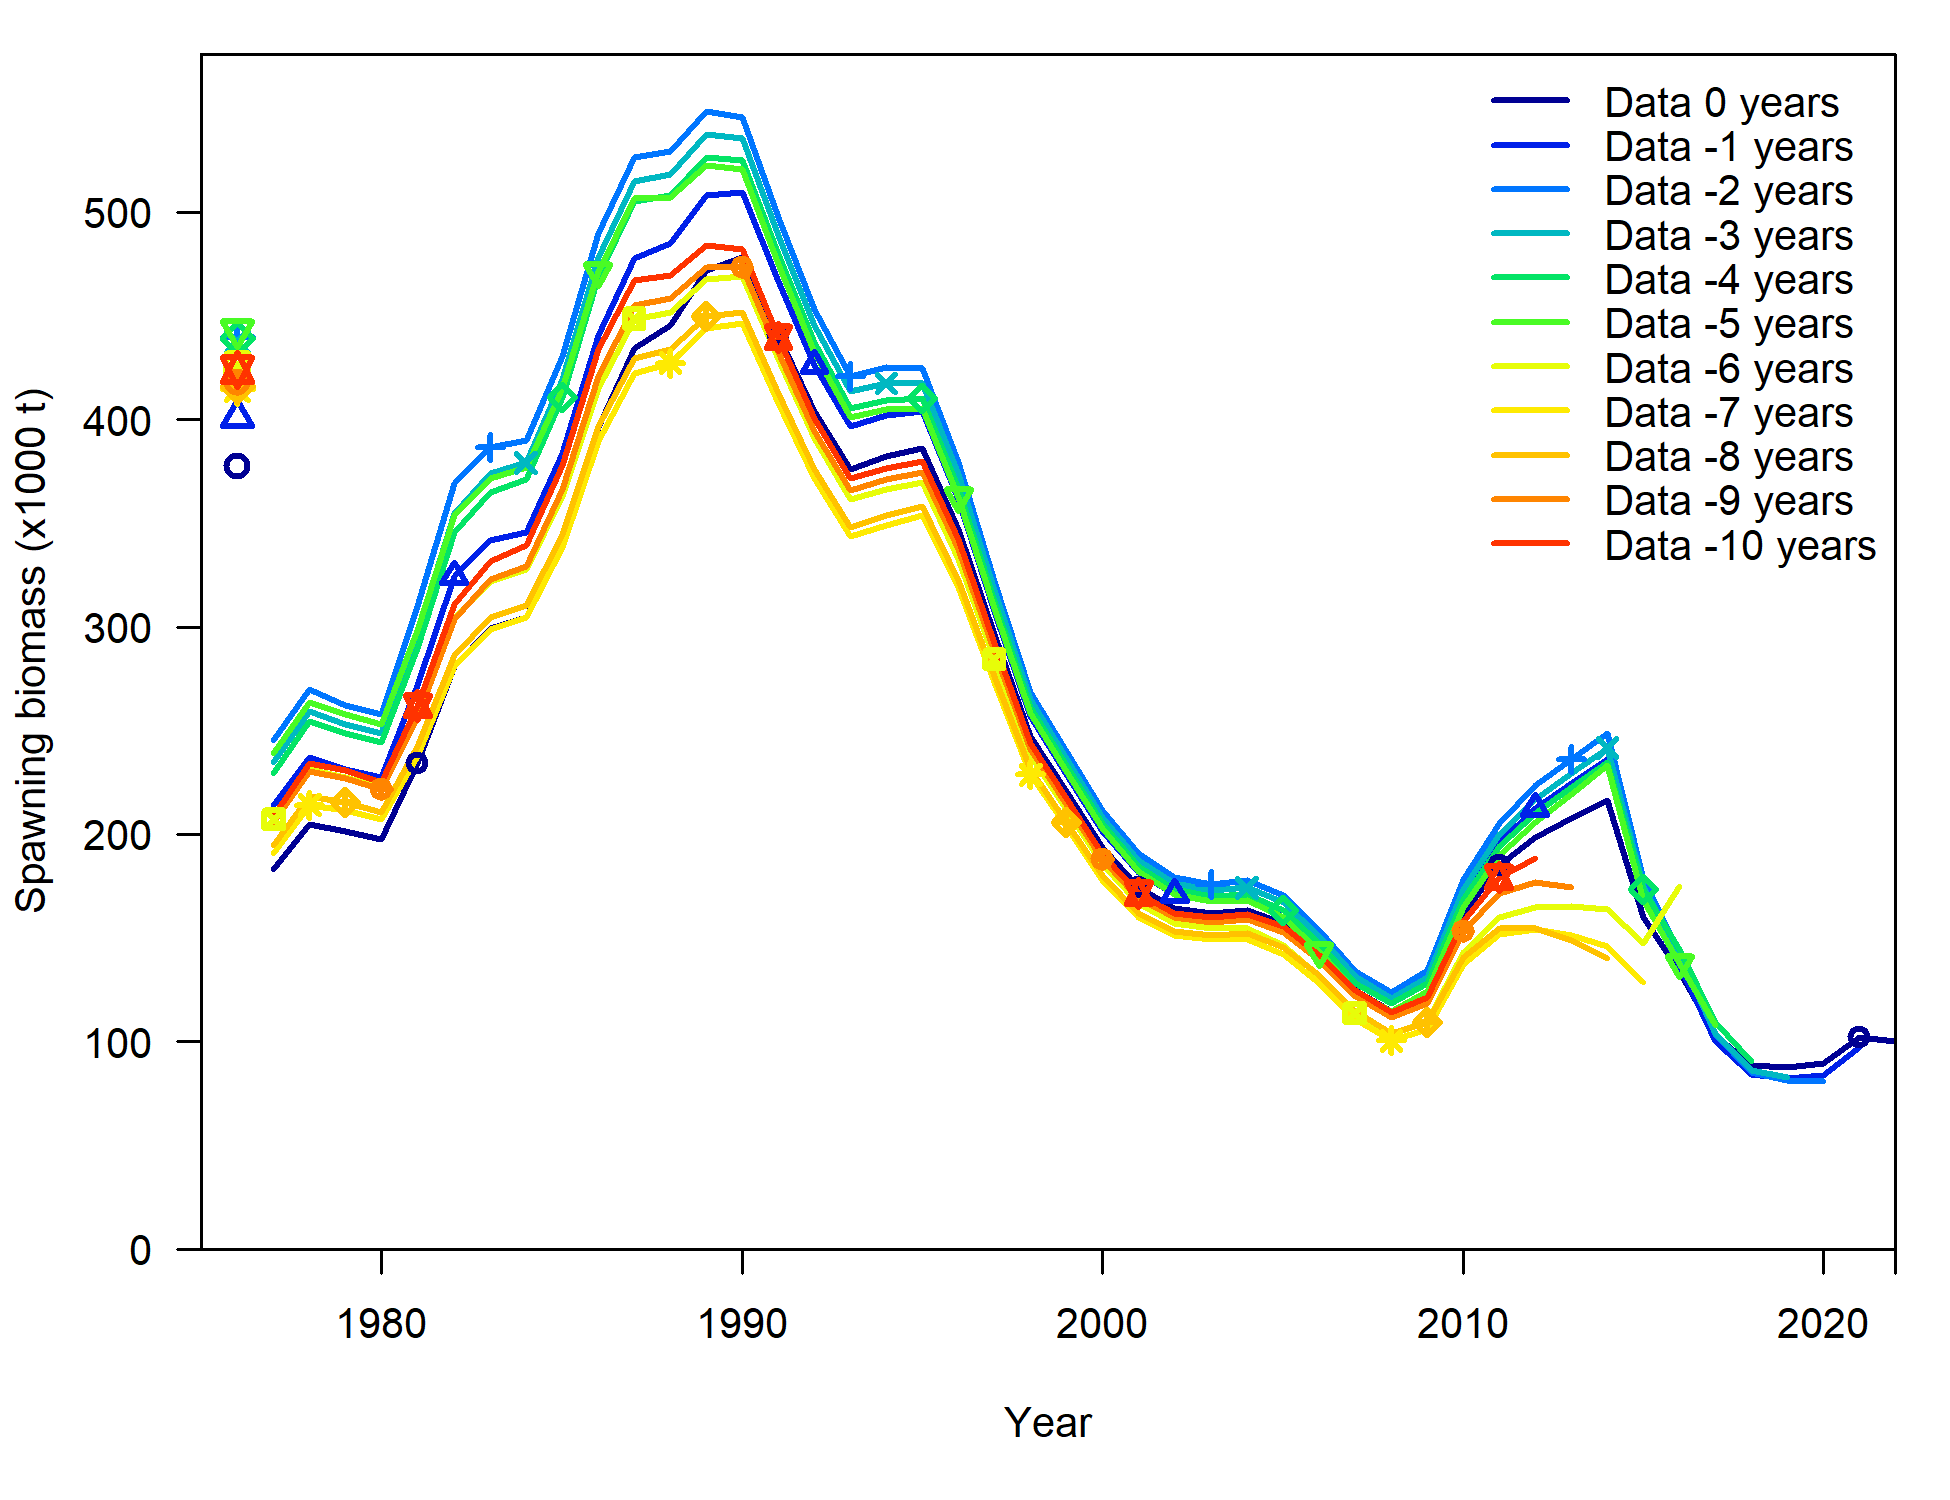 Data 0 years
Data -1 years
Data -2 years
Data -3 years
Data -4 years
Data -5 years
Data -6 years
Data -7 years
Data -8 years
Data -9 years
Data -10 years
Spawning biomass (x1000 t)
500
400
300
200
100
0
1980 1990 2000 2010 2020
Year